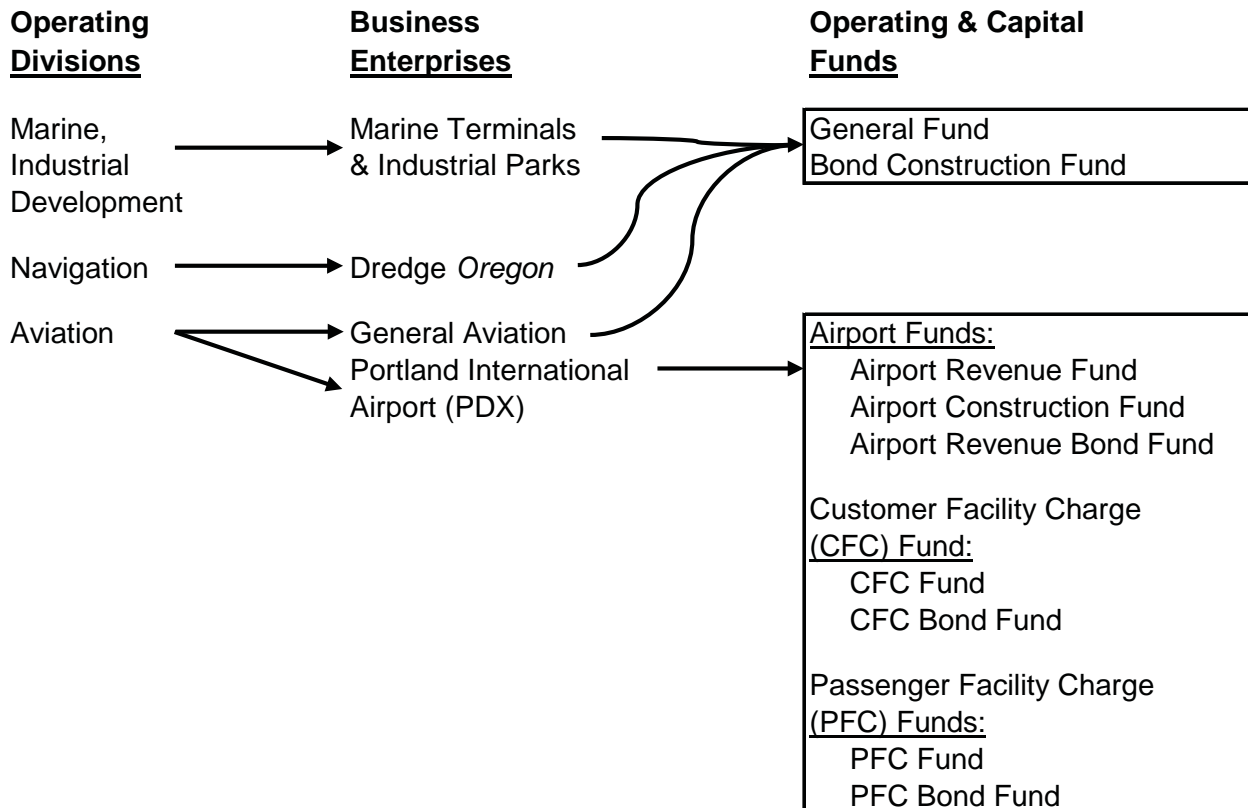 Operating
Divisions
Business
Enterprises
Operating & Capital
Funds
Marine,
Industrial
Development
Marine Terminals
& Industrial Parks
General Fund
Bond Construction Fund
Navigation
Dredge Oregon
Aviation
General Aviation
Portland International
Airport (PDX)
Airport Funds:
Airport Revenue Fund
Airport Construction Fund
Airport Revenue Bond Fund
Customer Facility Charge
(CFC) Fund:
CFC Fund
CFC Bond Fund
Passenger Facility Charge
(PFC) Funds:
PFC Fund
PFC Bond Fund